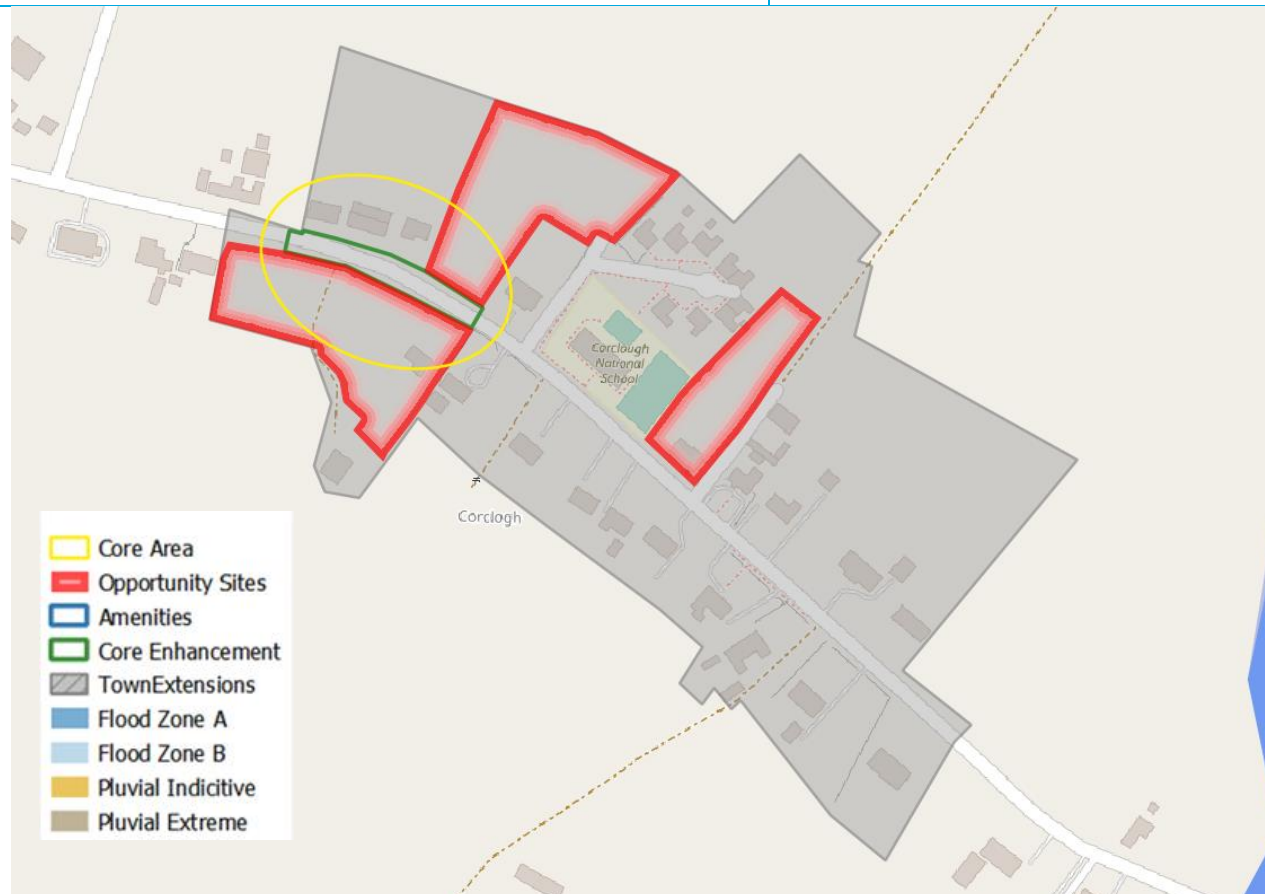 Corclough
National
School
Corclogh
Core Area
Opportunity Sites
Amenities
Core Enhancement
TownExtensions
Flood Zone A
Flood Zone B
Pluvial Indicitive
Pluvial Extreme